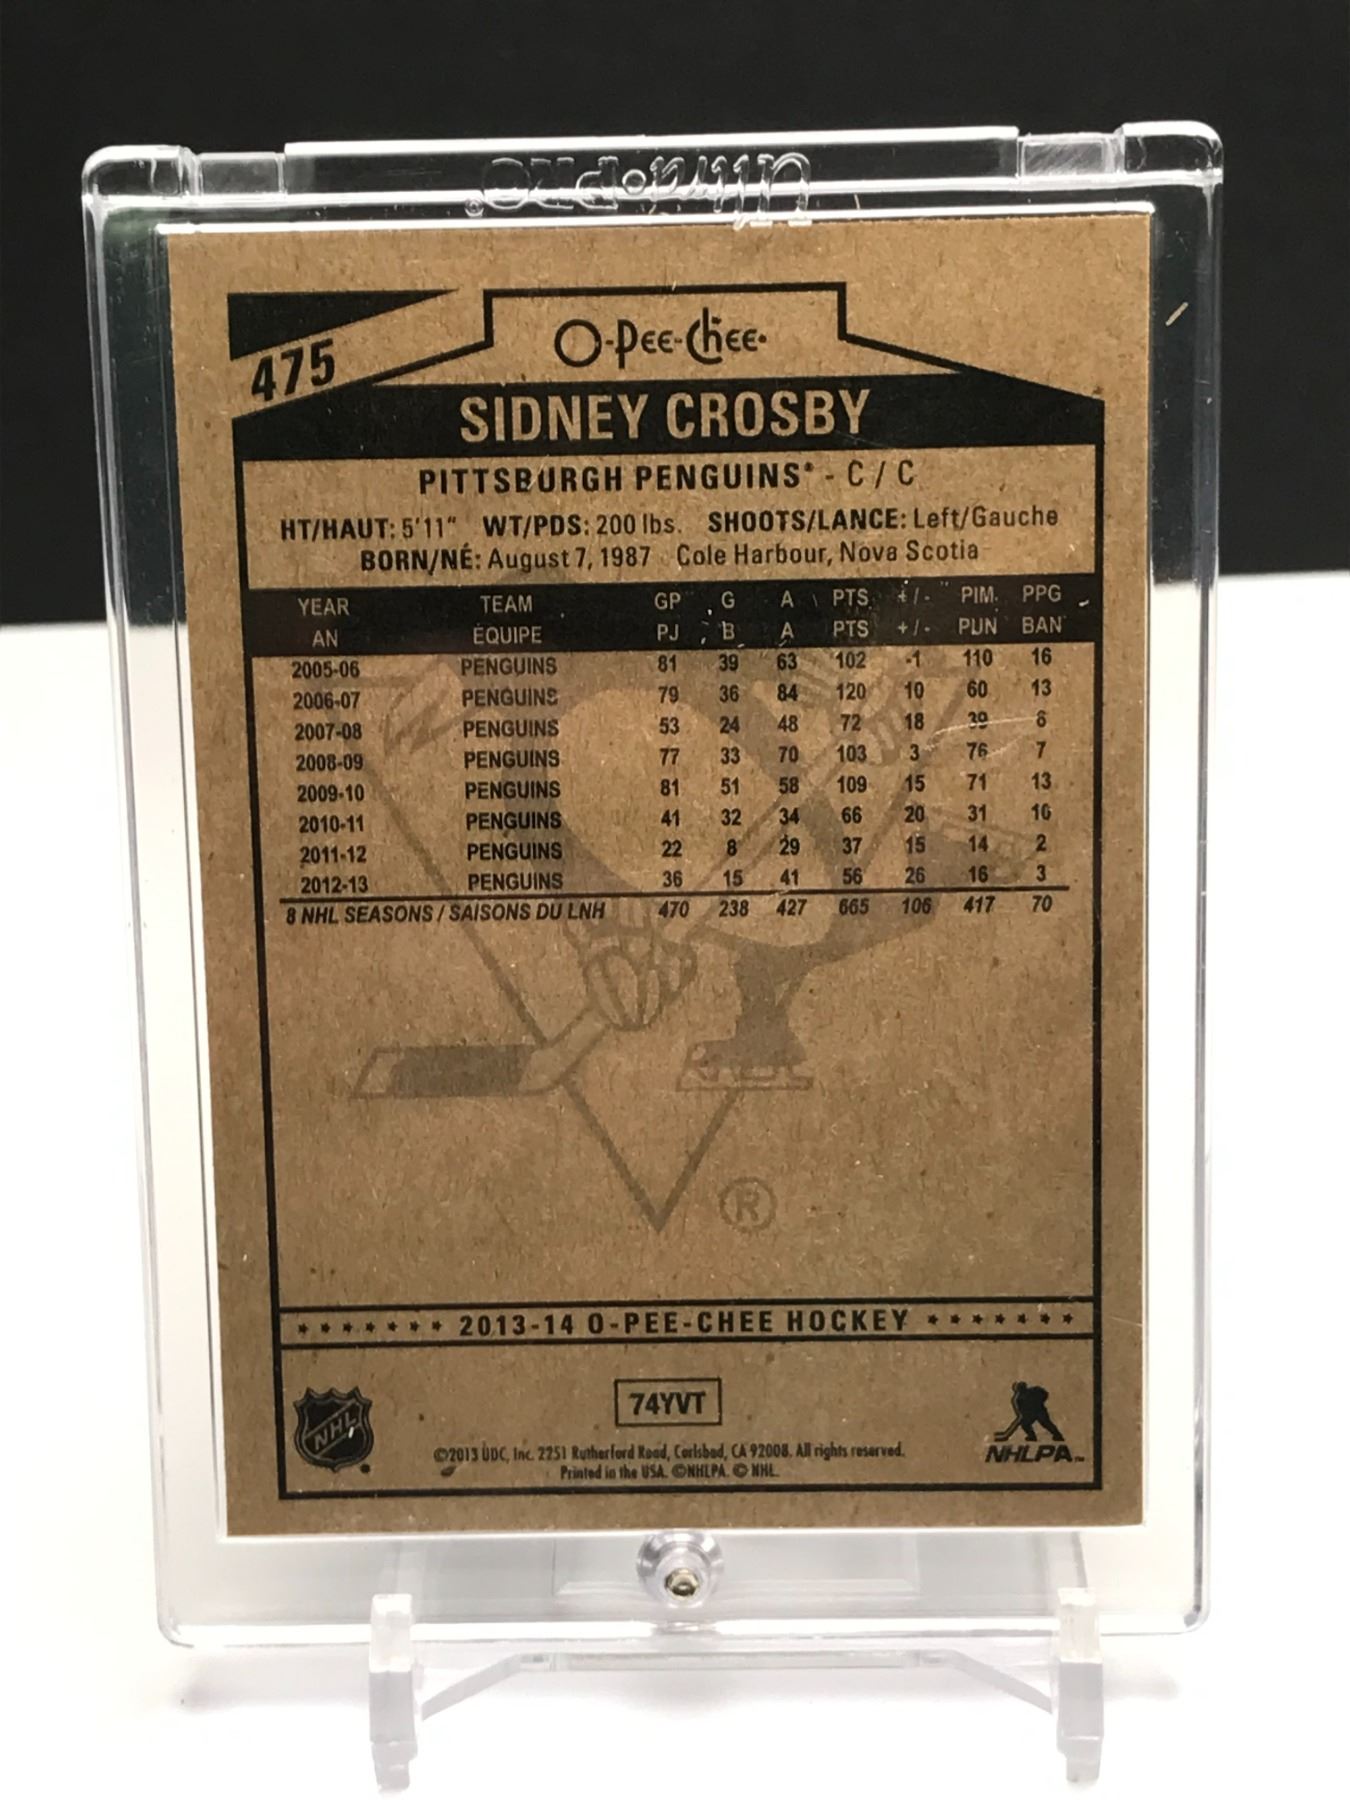 ultra•PRO®
475
O-Pee-Chee®
SIDNEY CROSBY
PITTSBURGH PENGUINS® - C / C
HT/HAUT: 5'11" WT/PDS: 200 lbs. SHOOTS/LANCE: Left/Gauche
BORN/NÉ: August 7, 1987 Cole Harbour, Nova Scotia
YEAR TEAM GP G A PTS +/- PIM PPG
AN ÉQUIPE PJ B A PTS +/- PUN BAN
2005-06 PENGUINS 81 39 63 102 -1 110 16
2006-07 PENGUINS 79 36 84 120 10 60 13
2007-08 PENGUINS 53 24 48 72 18 39 6
2008-09 PENGUINS 77 33 70 103 3 76 7
2009-10 PENGUINS 81 51 58 109 15 71 13
2010-11 PENGUINS 41 32 34 66 20 31 10
2011-12 PENGUINS 22 8 29 37 15 14 2
2012-13 PENGUINS 36 15 41 56 26 16 3
8 NHL SEASONS / SAISONS DU LNH 470 238 427 665 106 417 70
®
2013-14 O-PEE-CHEE HOCKEY
74YVT
NHL
NHLPA™
©2013 UDC, Inc. 2251 Rutherford Road, Carlsbad, CA 92008. All rights reserved.
Printed in the USA. ©NHLPA. © NHL.